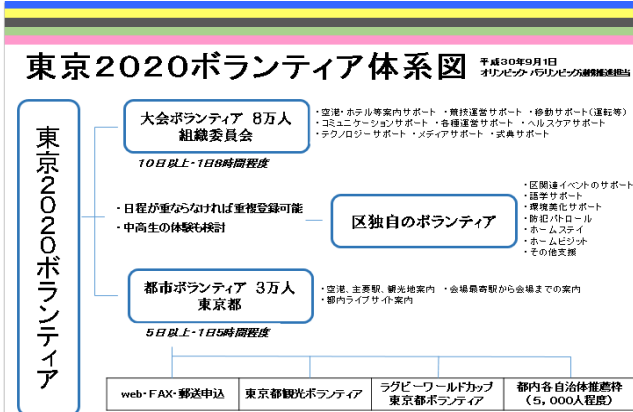 東京2020ボランティア体系図
平成30年9月1日
オリンピック・パラリンピック
東京2020ボランティア
大会ボランティア 8万人
組織委員会
10日以上・1日8時間程度
・空港・ホテル等案内サポート ・競技運営サポート ・移動サポート(運転等)
・コミュニケーションサポート ・各種運営サポート ・ヘルスケアサポート
・テクノロジーサポート ・メディアサポート ・式典サポート
・日程が重ならなければ重複登録可能
・中高生の体験も検討
区独自のボランティア
・区関連イベントのサポート
・語学サポート
・環境美化サポート
・防犯パトロール
・ホームステイ
・ホームビジット
・その他支援
都市ボランティア 3万人
東京都
5日以上・1日5時間程度
・空港、主要駅、観光地案内 ・会場最寄駅から会場までの案内
・都内ライブサイト案内
web・FAX・郵送申込
東京都観光ボランティア
ラグビーワールドカップ
東京都ボランティア
都内各自治体推薦枠
(5,000人程度)